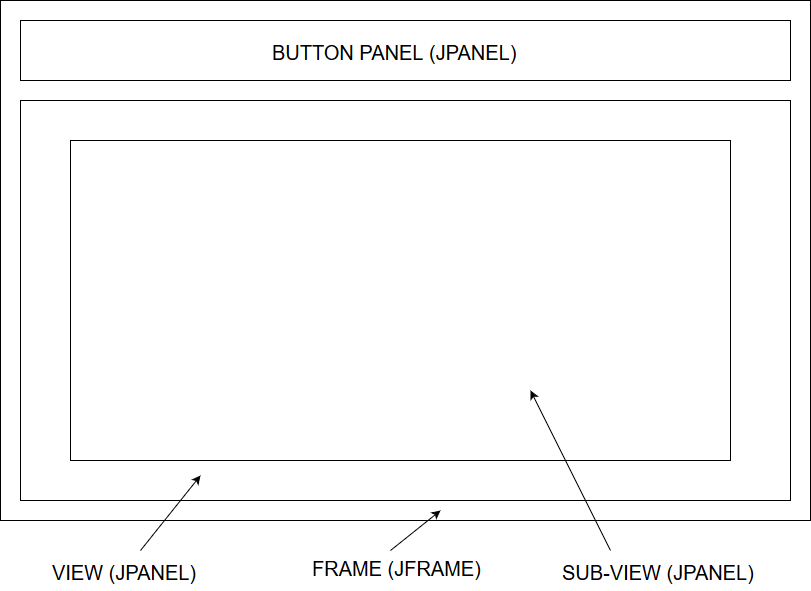 BUTTON PANEL (JPANEL)
VIEW (JPANEL)
FRAME (JFRAME)
SUB-VIEW (JPANEL)